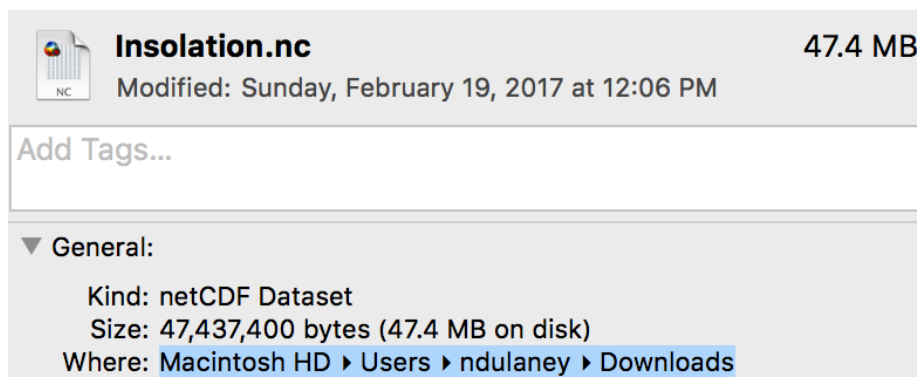 Insolation.nc 47.4 MB
Modified: Sunday, February 19, 2017 at 12:06 PM
NC
Add Tags...
▼ General:
Kind: netCDF Dataset
Size: 47,437,400 bytes (47.4 MB on disk)
Where: Macintosh HD ▸ Users ▸ ndulaney ▸ Downloads